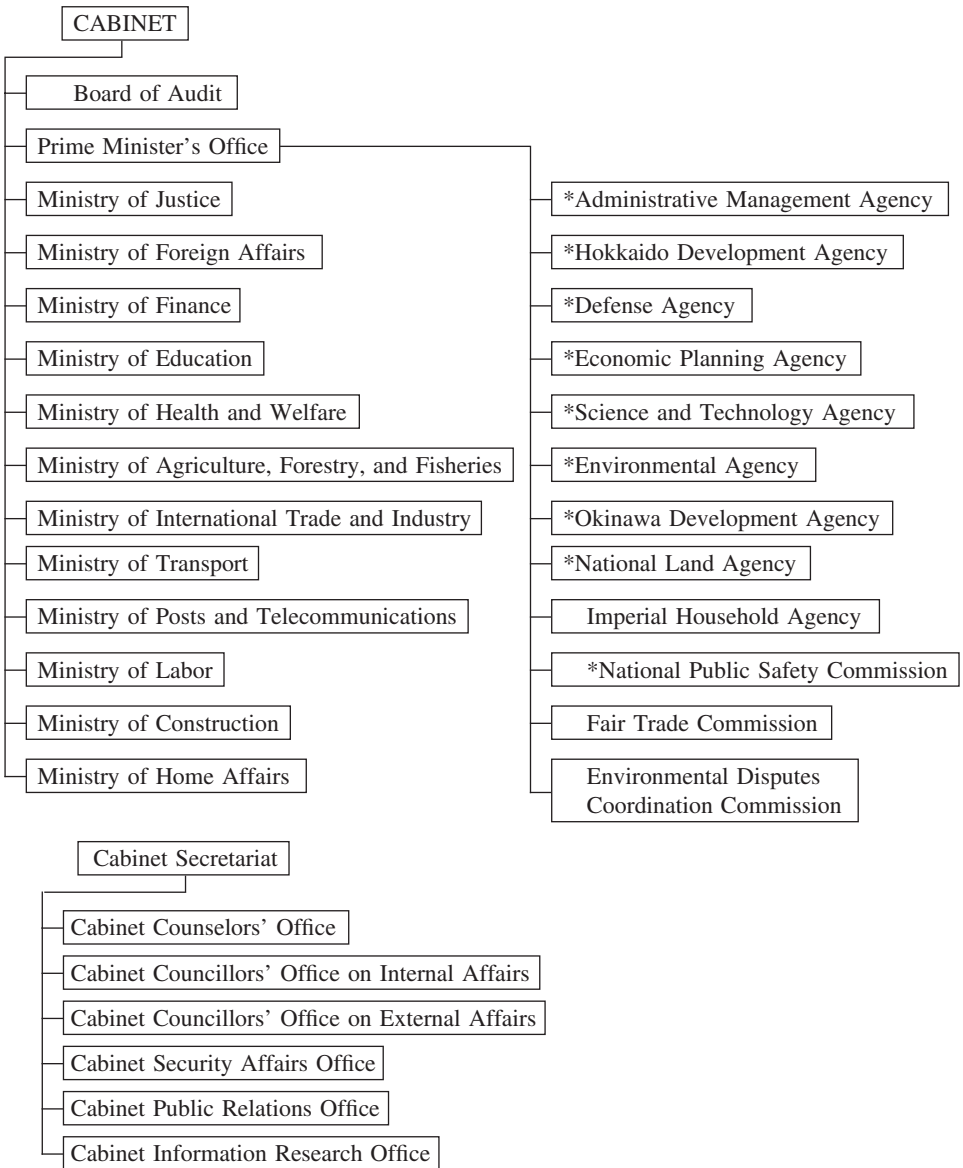 CABINET
Board of Audit
Prime Minister’s Office
Ministry of Justice
Ministry of Foreign Affairs
Ministry of Finance
Ministry of Education
Ministry of Health and Welfare
Ministry of Agriculture, Forestry, and Fisheries
Ministry of International Trade and Industry
Ministry of Transport
Ministry of Posts and Telecommunications
Ministry of Labor
Ministry of Construction
Ministry of Home Affairs
*Administrative Management Agency
*Hokkaido Development Agency
*Defense Agency
*Economic Planning Agency
*Science and Technology Agency
*Environmental Agency
*Okinawa Development Agency
*National Land Agency
Imperial Household Agency
*National Public Safety Commission
Fair Trade Commission
Environmental Disputes
Coordination Commission
Cabinet Secretariat
Cabinet Counselors’ Office
Cabinet Councillors’ Office on Internal Affairs
Cabinet Councillors’ Office on External Affairs
Cabinet Security Affairs Office
Cabinet Public Relations Office
Cabinet Information Research Office